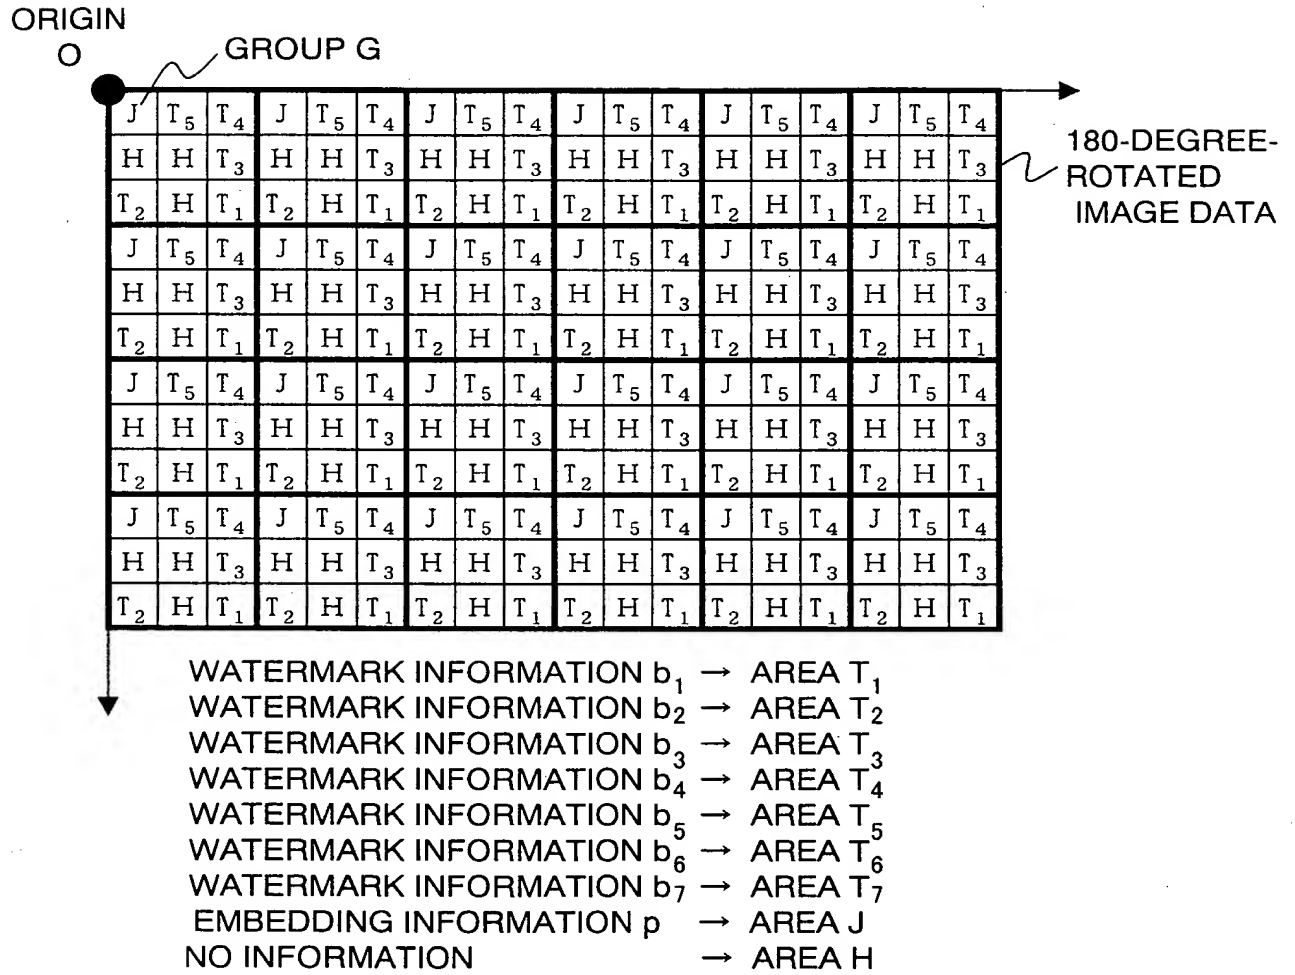 ORIGIN
O
GROUP G
J T₅ T₄ J T₅ T₄ J T₅ T₄ J T₅ T₄ J T₅ T₄ J T₅ T₄
H H T₃ H H T₃ H H T₃ H H T₃ H H T₃ H H T₃
T₂ H T₁ T₂ H T₁ T₂ H T₁ T₂ H T₁ T₂ H T₁ T₂ H T₁
J T₅ T₄ J T₅ T₄ J T₅ T₄ J T₅ T₄ J T₅ T₄ J T₅ T₄
H H T₃ H H T₃ H H T₃ H H T₃ H H T₃ H H T₃
T₂ H T₁ T₂ H T₁ T₂ H T₁ T₂ H T₁ T₂ H T₁ T₂ H T₁
J T₅ T₄ J T₅ T₄ J T₅ T₄ J T₅ T₄ J T₅ T₄ J T₅ T₄
H H T₃ H H T₃ H H T₃ H H T₃ H H T₃ H H T₃
T₂ H T₁ T₂ H T₁ T₂ H T₁ T₂ H T₁ T₂ H T₁ T₂ H T₁
J T₅ T₄ J T₅ T₄ J T₅ T₄ J T₅ T₄ J T₅ T₄ J T₅ T₄
H H T₃ H H T₃ H H T₃ H H T₃ H H T₃ H H T₃
T₂ H T₁ T₂ H T₁ T₂ H T₁ T₂ H T₁ T₂ H T₁ T₂ H T₁
180-DEGREE-
ROTATED
IMAGE DATA
WATERMARK INFORMATION b₁ → AREA T₁
WATERMARK INFORMATION b₂ → AREA T₂
WATERMARK INFORMATION b₃ → AREA T₃
WATERMARK INFORMATION b₄ → AREA T₄
WATERMARK INFORMATION b₅ → AREA T₅
WATERMARK INFORMATION b₆ → AREA T₆
WATERMARK INFORMATION b₇ → AREA T₇
EMBEDDING INFORMATION p → AREA J
NO INFORMATION → AREA H